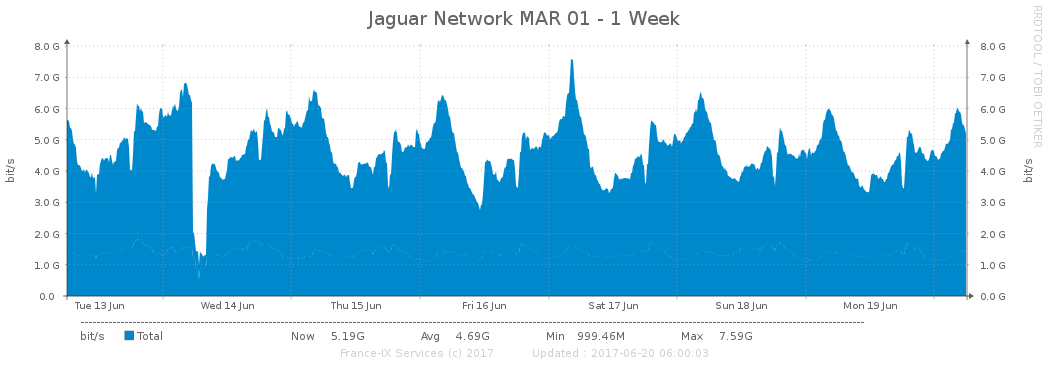 Jaguar Network MAR 01 - 1 Week
RRDTOOL / TOBI OETIKER
bit/s
8.0 G 8.0 G
7.0 G 7.0 G
6.0 G 6.0 G
5.0 G 5.0 G
4.0 G 4.0 G
3.0 G 3.0 G
2.0 G 2.0 G
1.0 G 1.0 G
0.0 0.0 G
bit/s
Tue 13 Jun Wed 14 Jun Thu 15 Jun Fri 16 Jun Sat 17 Jun Sun 18 Jun Mon 19 Jun
bit/s Total Now 5.19G Avg 4.69G Min 999.46M Max 7.59G
France-IX Services (c) 2017 Updated : 2017-06-20 06:00:03